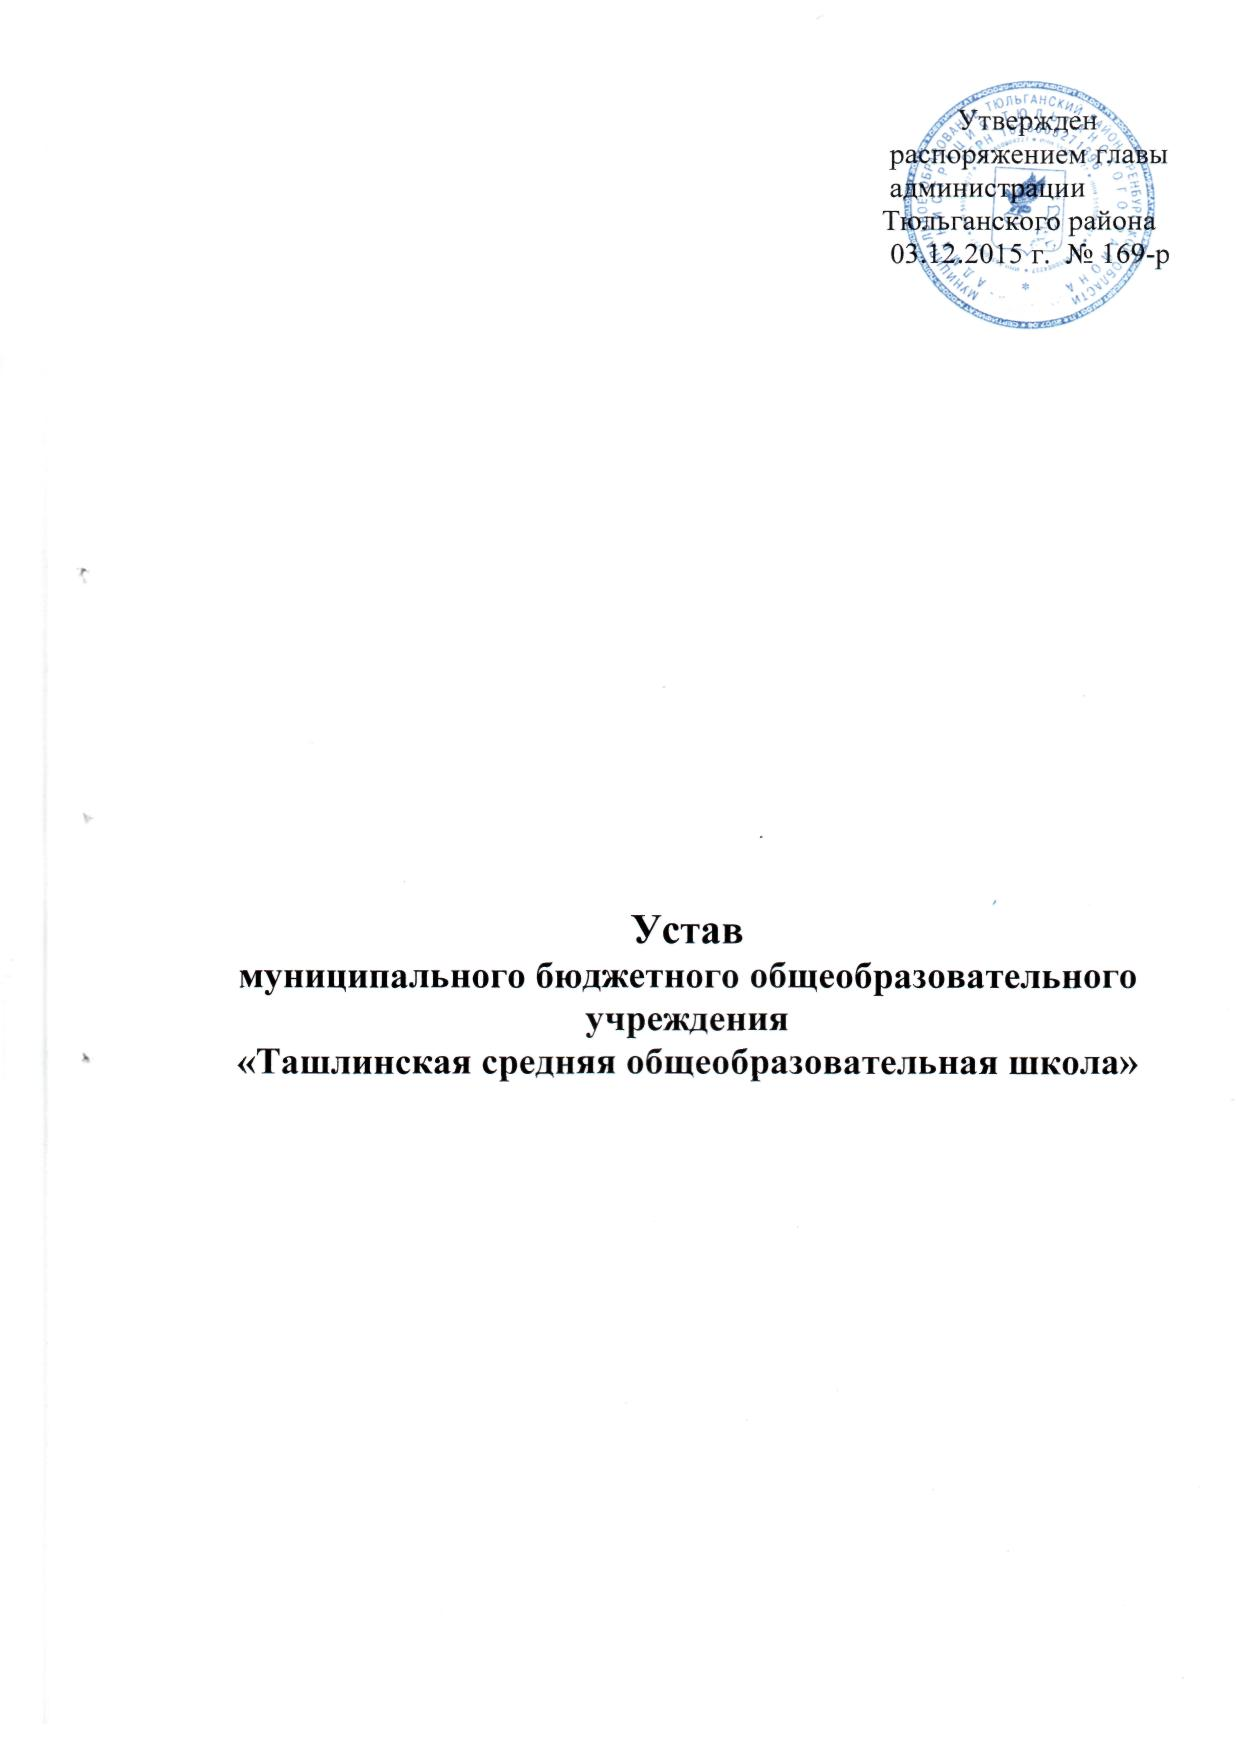 Утвержден
распоряжением главы
администрации
Тюльганского района
03.12.2015 г. № 169-р
Устав
муниципального бюджетного общеобразовательного
учреждения
«Ташлинская средняя общеобразовательная школа»